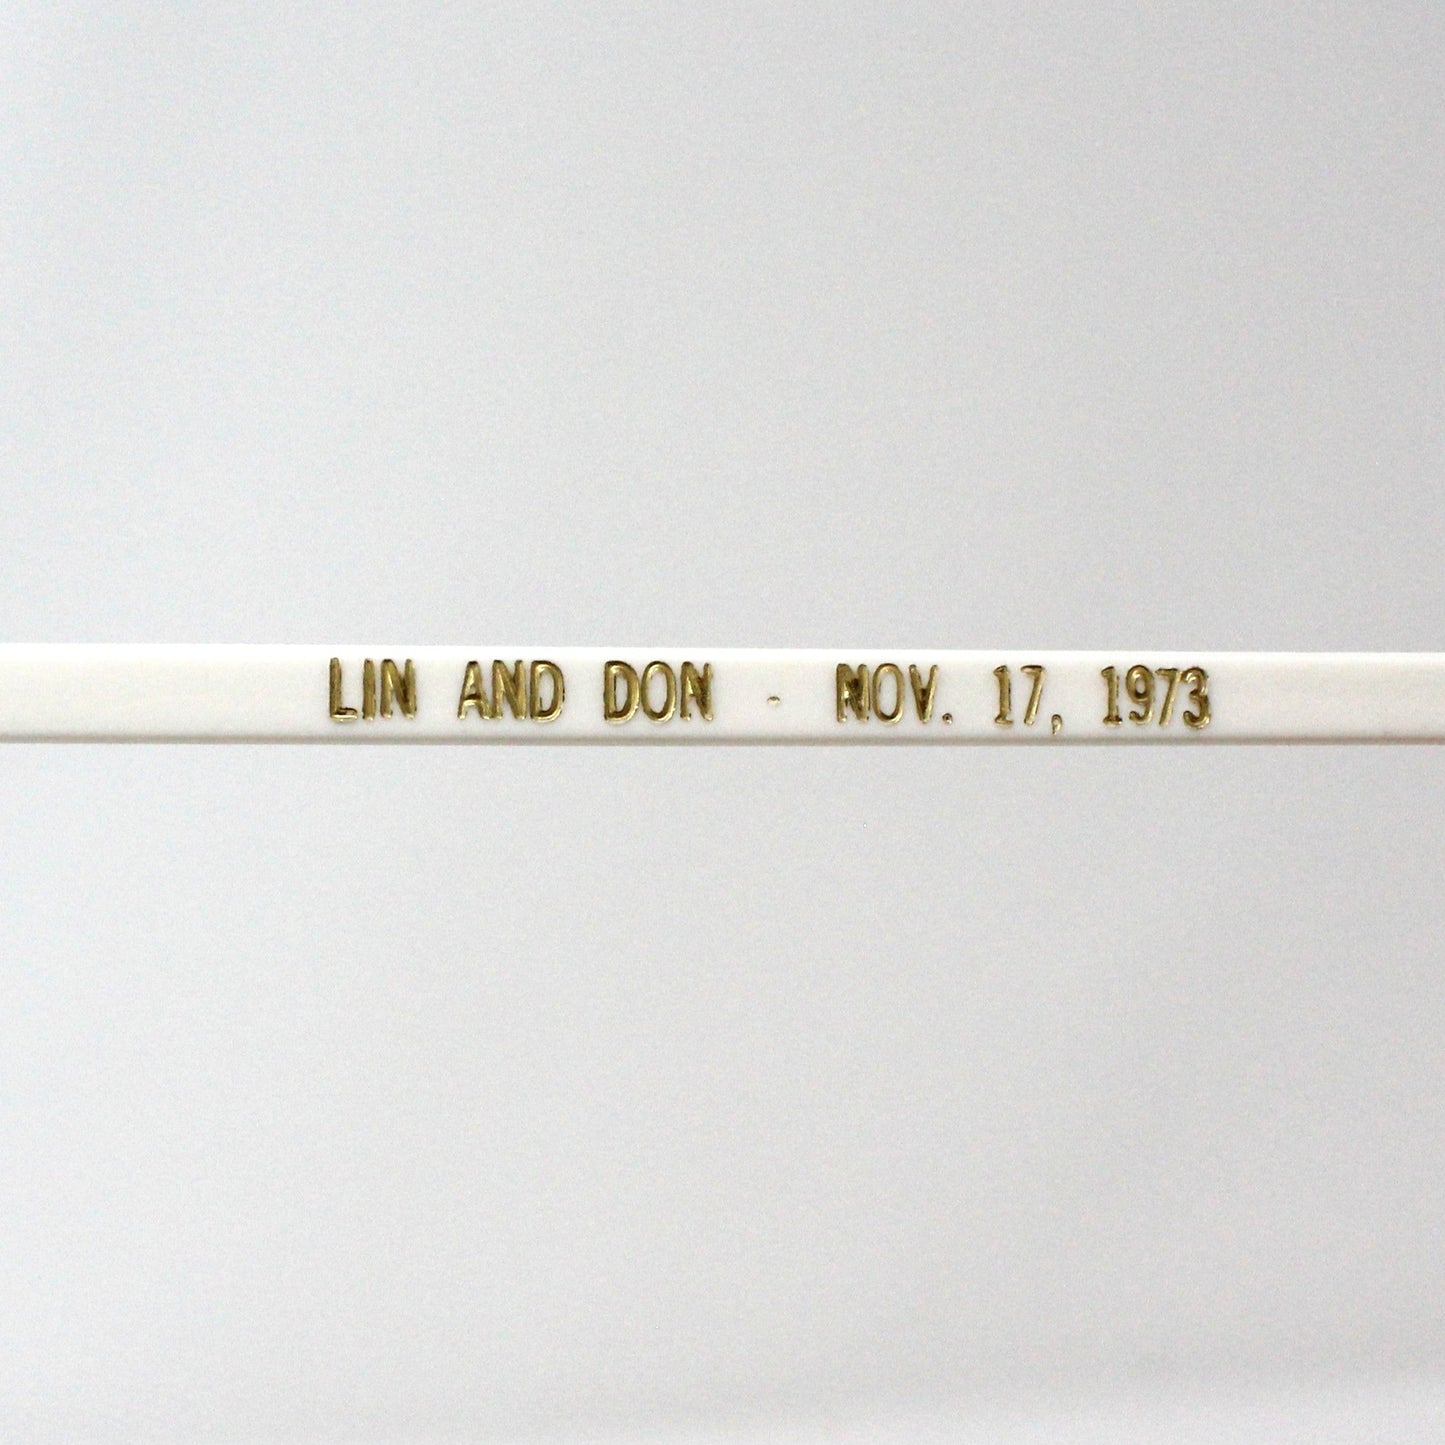 LIN AND DON - NOV. 17, 1973